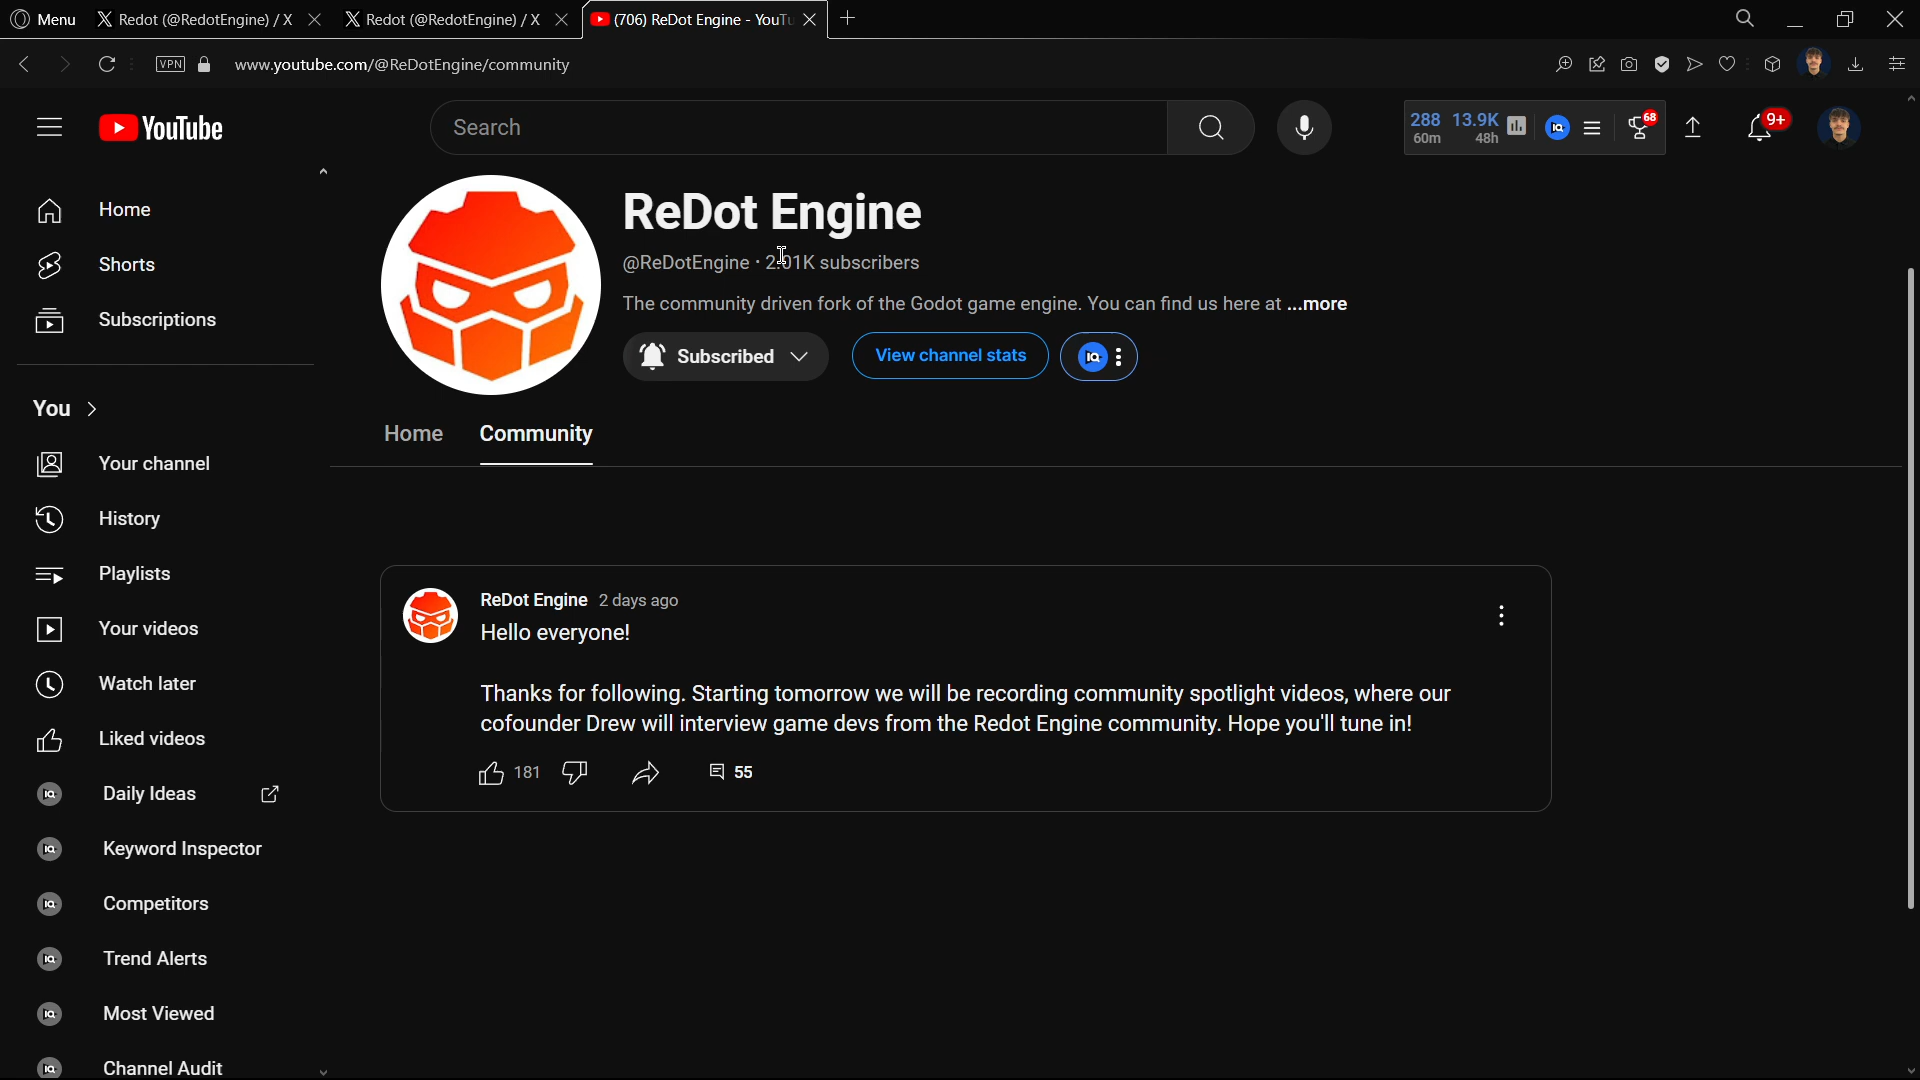 Menu
Redot (@RedotEngine) / X
Redot (@RedotEngine) / X
(706) ReDot Engine - YouTu
VPN
www.youtube.com/@ReDotEngine/community
YouTube
Search
288
60m
13.9K
48h
68
9+
Home
Shorts
Subscriptions
You
Your channel
History
Playlists
Your videos
Watch later
Liked videos
Daily Ideas
Keyword Inspector
Competitors
Trend Alerts
Most Viewed
Channel Audit
ReDot Engine
@ReDotEngine · 2.01K subscribers
The community driven fork of the Godot game engine. You can find us here at ...more
Subscribed
View channel stats
Home
Community
ReDot Engine 2 days ago
Hello everyone!
Thanks for following. Starting tomorrow we will be recording community spotlight videos, where our
cofounder Drew will interview game devs from the Redot Engine community. Hope you'll tune in!
181
55